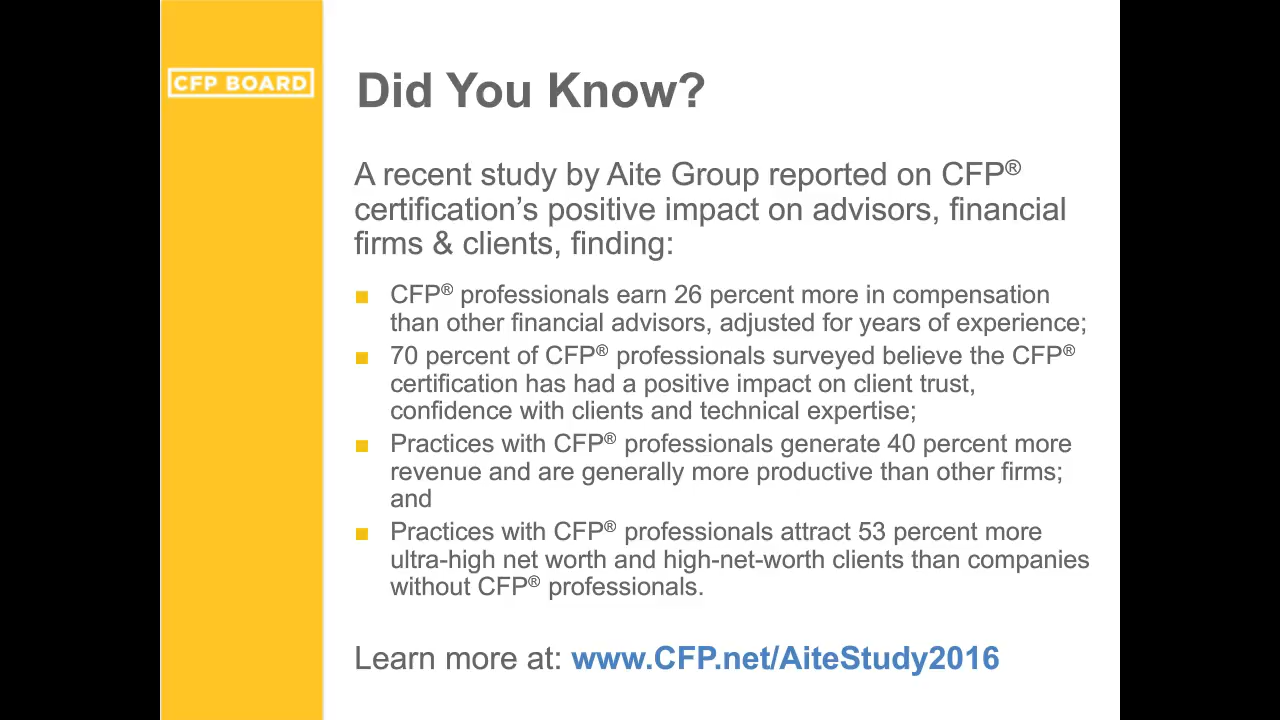 CFP BOARD
Did You Know?
A recent study by Aite Group reported on CFP®
certification’s positive impact on advisors, financial
firms & clients, finding:
■ CFP® professionals earn 26 percent more in compensation
than other financial advisors, adjusted for years of experience;
■ 70 percent of CFP® professionals surveyed believe the CFP®
certification has had a positive impact on client trust,
confidence with clients and technical expertise;
■ Practices with CFP® professionals generate 40 percent more
revenue and are generally more productive than other firms;
and
■ Practices with CFP® professionals attract 53 percent more
ultra-high net worth and high-net-worth clients than companies
without CFP® professionals.
Learn more at: www.CFP.net/AiteStudy2016